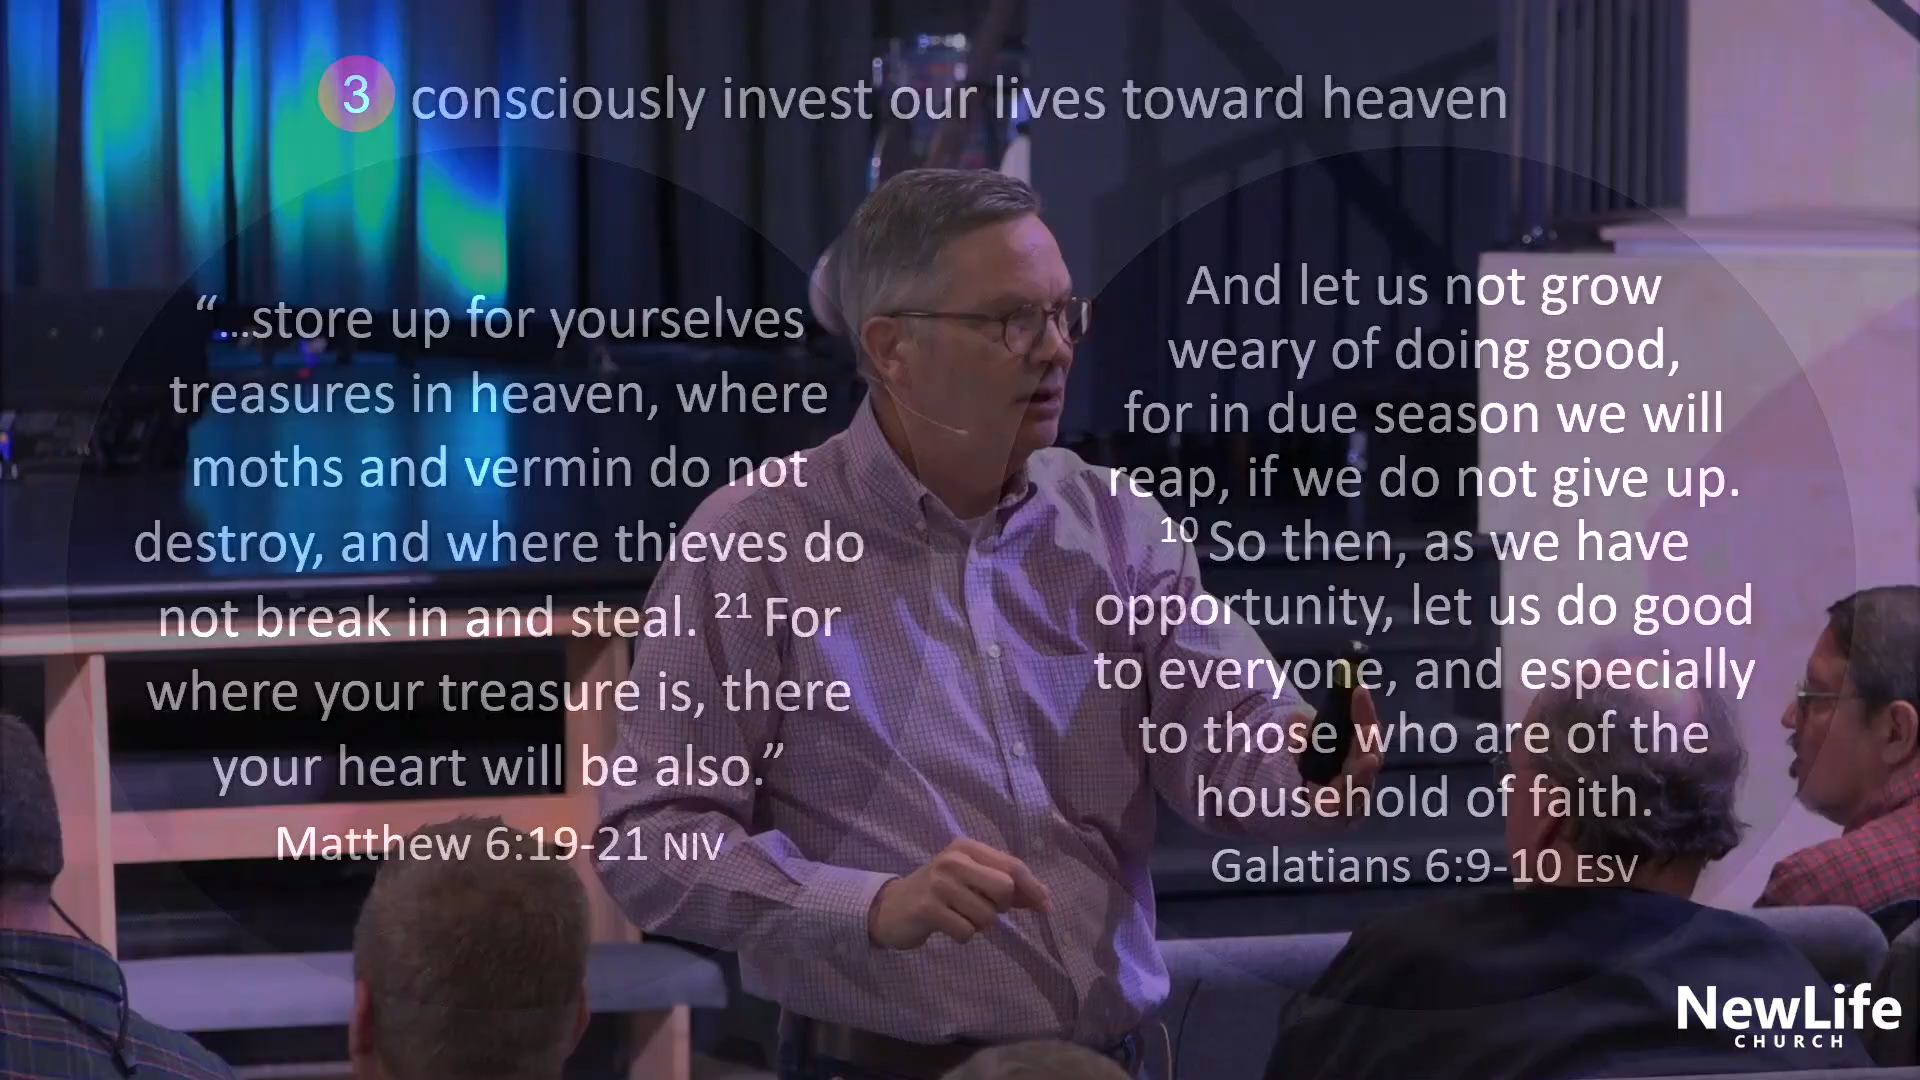 3 consciously invest our lives toward heaven
“...store up for yourselves
treasures in heaven, where
moths and vermin do not
destroy, and where thieves do
not break in and steal. 21 For
where your treasure is, there
your heart will be also.”
Matthew 6:19-21 NIV
And let us not grow
weary of doing good,
for in due season we will
reap, if we do not give up.
10 So then, as we have
opportunity, let us do good
to everyone, and especially
to those who are of the
household of faith.
Galatians 6:9-10 ESV
NewLife
CHURCH